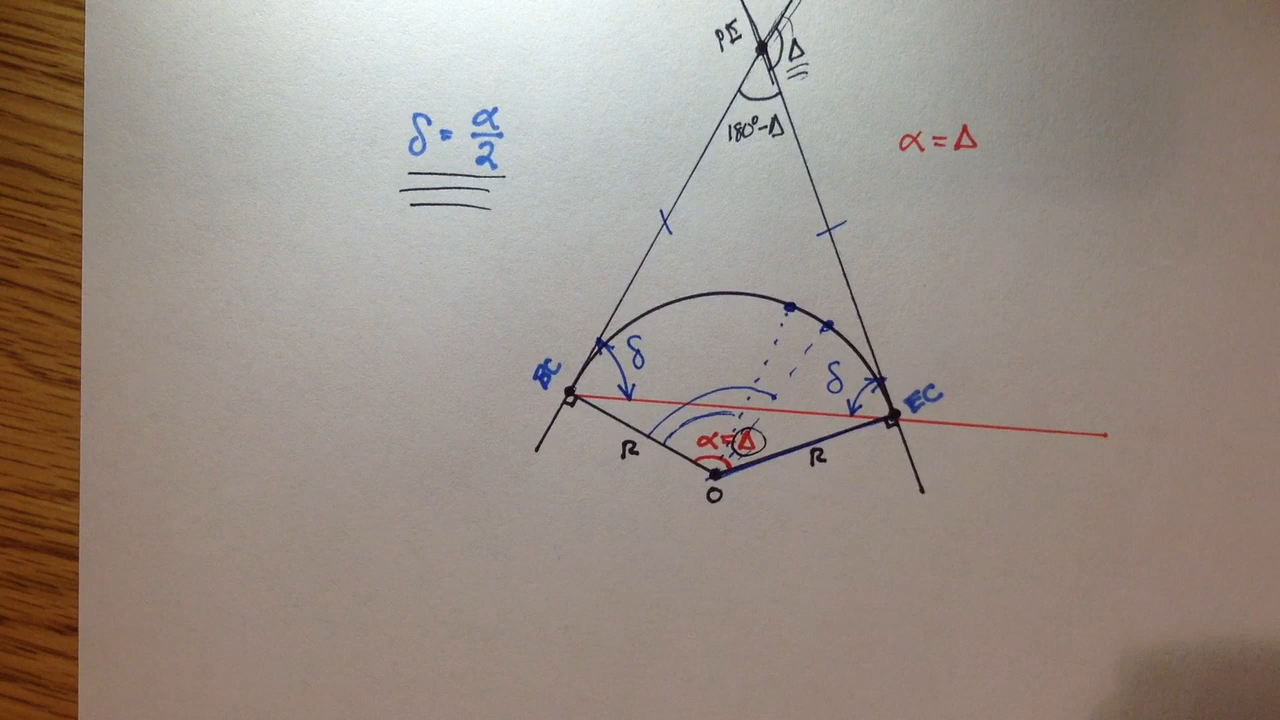 PI
Δ
δ = α/2
180°-Δ
α = Δ
δ
δ
BC
EC
α=Δ
R
R
O